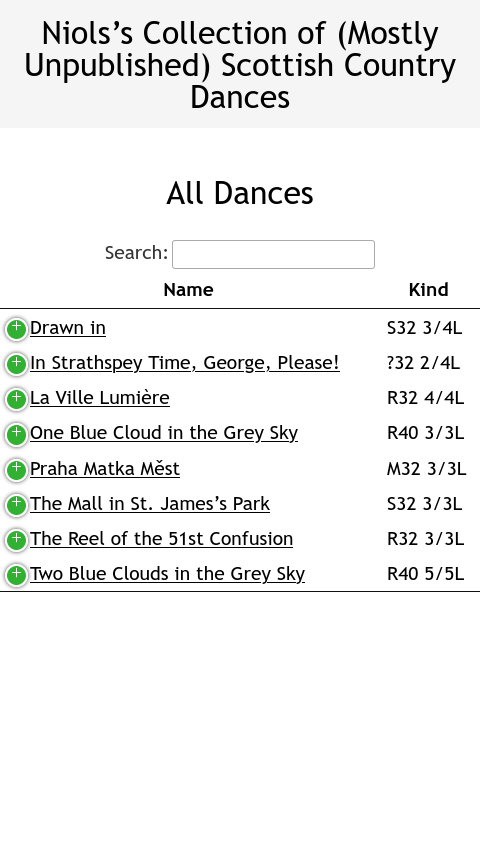 Niols’s Collection of (Mostly
Unpublished) Scottish Country
Dances
All Dances
Search:
Name Kind
Drawn in S32 3/4L
In Strathspey Time, George, Please! ?32 2/4L
La Ville Lumière R32 4/4L
One Blue Cloud in the Grey Sky R40 3/3L
Praha Matka Měst M32 3/3L
The Mall in St. James’s Park S32 3/3L
The Reel of the 51st Confusion R32 3/3L
Two Blue Clouds in the Grey Sky R40 5/5L